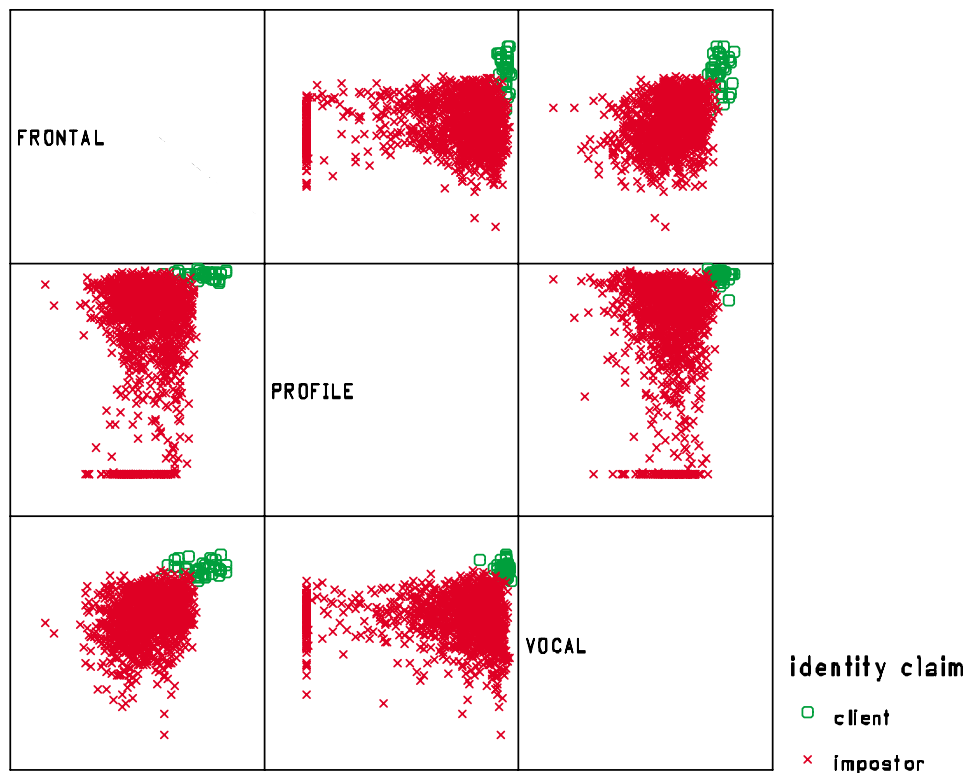 FRONTAL
PROFILE
VOCAL
identity claim
client
impostor